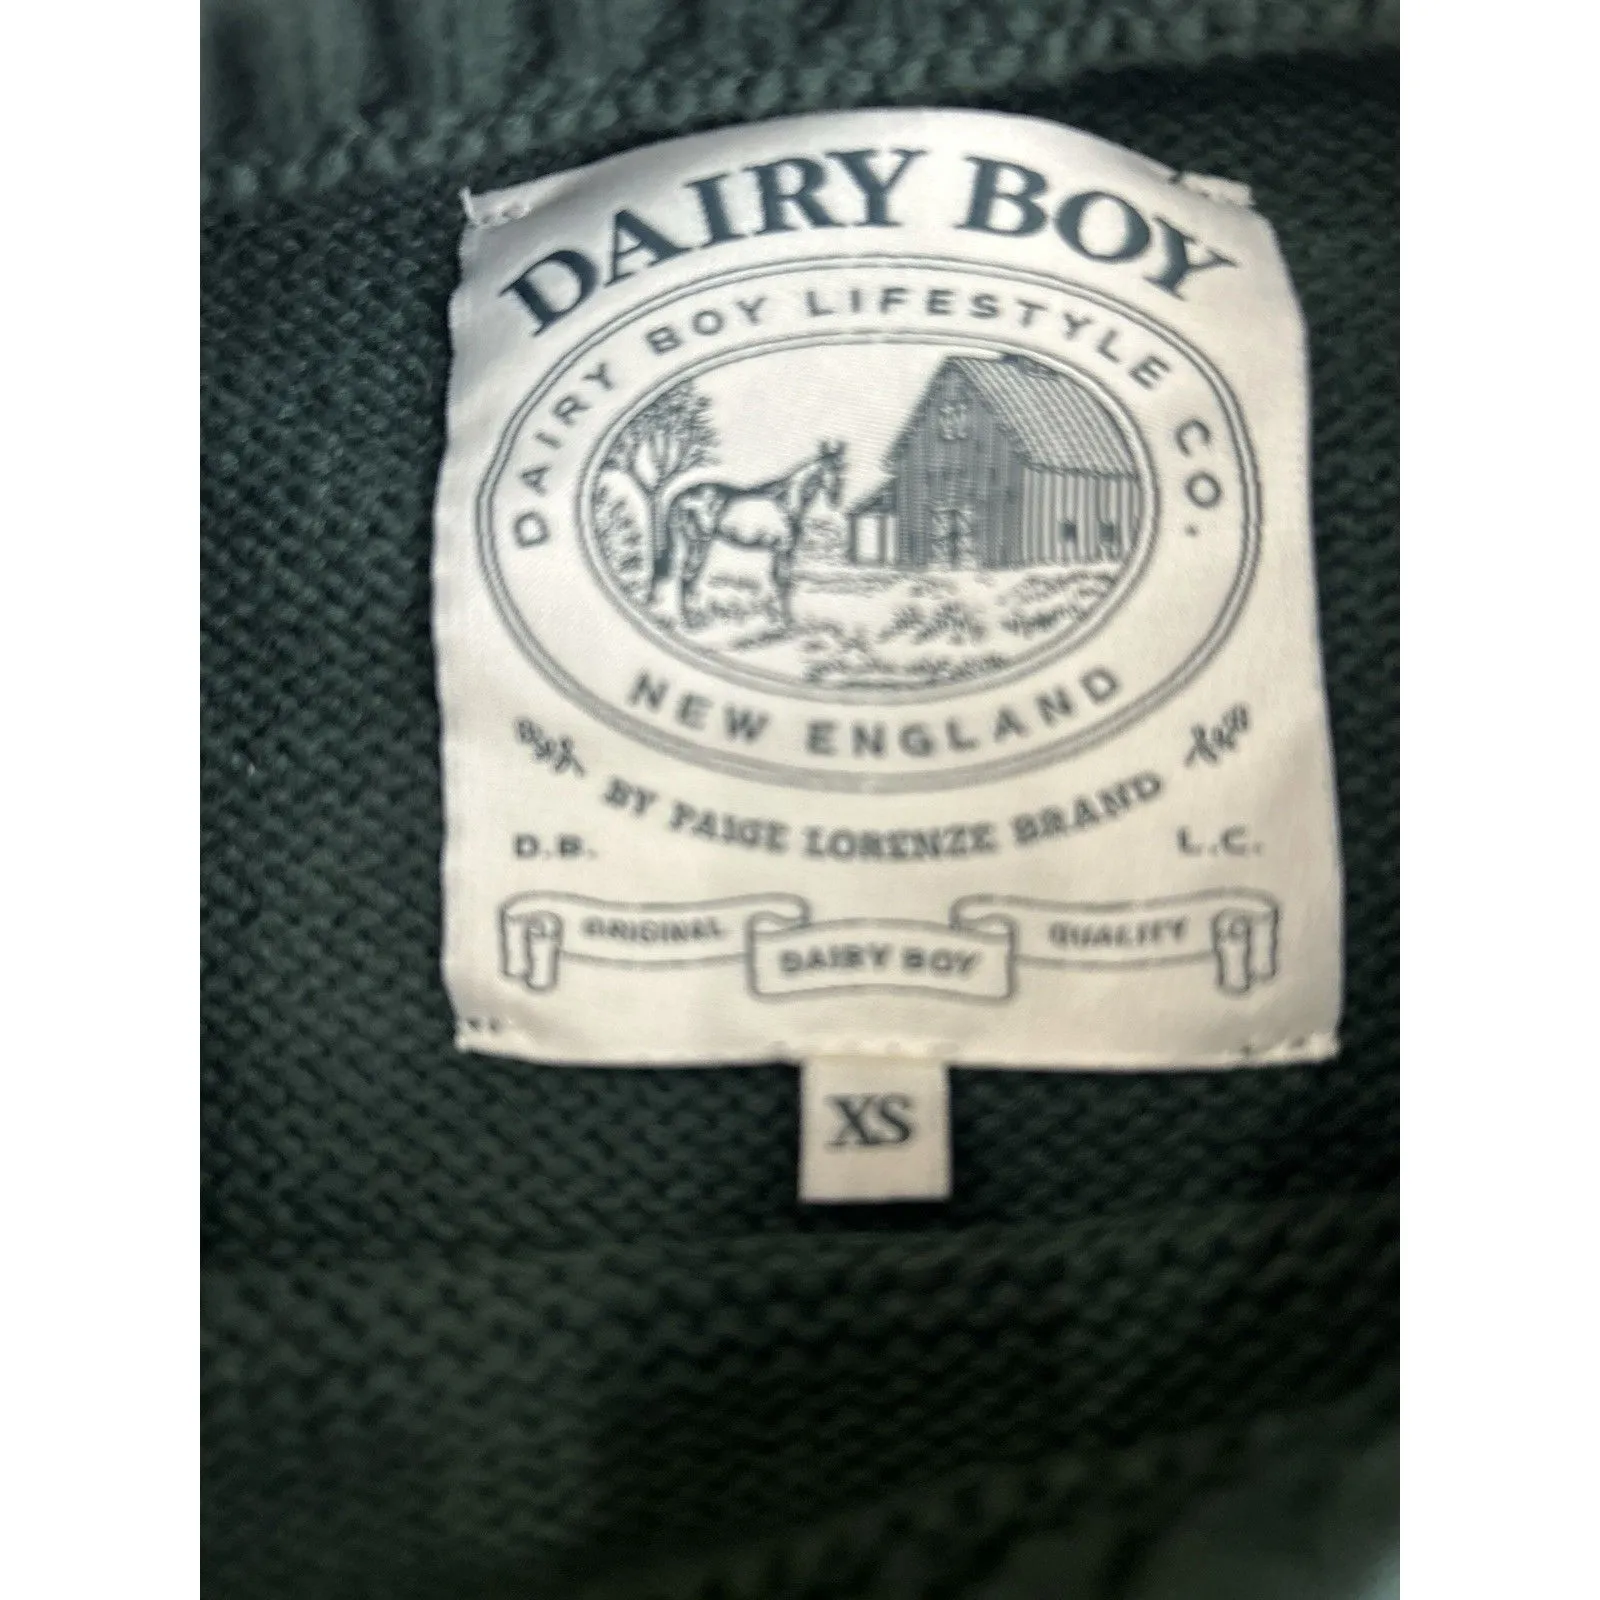 DAIRY BOY
DAIRY BOY LIFESTYLE CO.
NEW ENGLAND
BY PAIGE LORENZE BRAND
D.B. L.C.
ORIGINAL DAIRY BOY QUALITY
XS